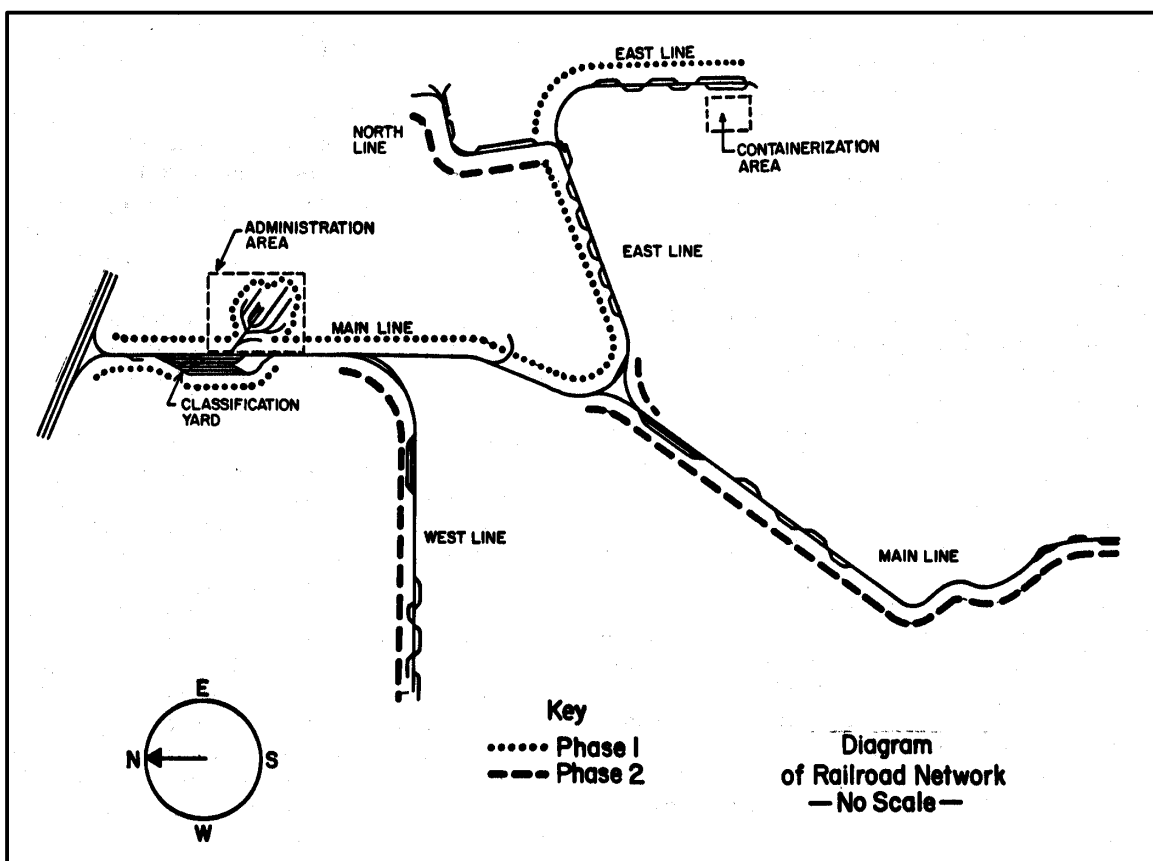 EAST LINE
NORTH
LINE
CONTAINERIZATION
AREA
ADMINISTRATION
AREA
EAST LINE
MAIN LINE
CLASSIFICATION
YARD
WEST LINE
MAIN LINE
E
N
S
W
Key
Phase 1
Phase 2
Diagram
of Railroad Network
—No Scale—